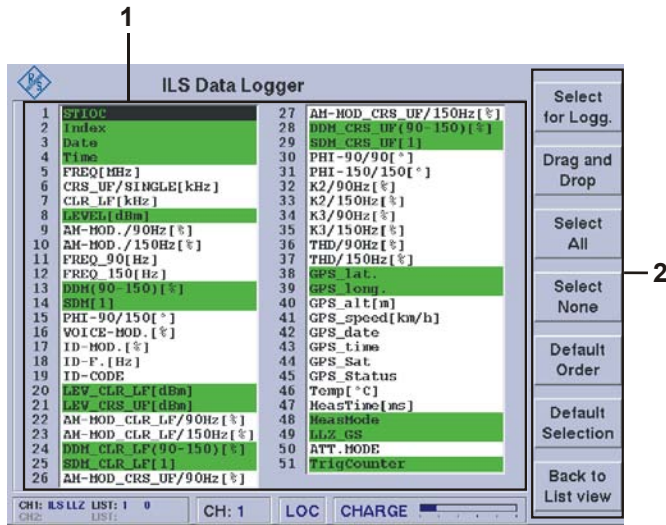 1
R&S
ILS Data Logger
1 STIOC
2 Index
3 Date
4 Time
5 FREQ[MHz]
6 CRS_UF/SINGLE[kHz]
7 CLR_LF[kHz]
8 LEVEL[dBm]
9 AM-MOD./90Hz[%]
10 AM-MOD./150Hz[%]
11 FREQ_90[Hz]
12 FREQ_150[Hz]
13 DDM(90-150)[%]
14 SDM[1]
15 PHI-90/150[°]
16 VOICE-MOD.[%]
17 ID-MOD.[%]
18 ID-F.[Hz]
19 ID-CODE
20 LEV_CLR_LF[dBm]
21 LEV_CRS_UF[dBm]
22 AM-MOD_CLR_LF/90Hz[%]
23 AM-MOD_CLR_LF/150Hz[%]
24 DDM_CLR_LF(90-150)[%]
25 SDM_CLR_LF[1]
26 AM-MOD_CRS_UF/90Hz[%]
27 AM-MOD_CRS_UF/150Hz[%]
28 DDM_CRS_UF(90-150)[%]
29 SDM_CRS_UF[1]
30 PHI-90/90[°]
31 PHI-150/150[°]
32 K2/90Hz[%]
33 K2/150Hz[%]
34 K3/90Hz[%]
35 K3/150Hz[%]
36 THD/90Hz[%]
37 THD/150Hz[%]
38 GPS_lat.
39 GPS_long.
40 GPS_alt[m]
41 GPS_speed[km/h]
42 GPS_date
43 GPS_time
44 GPS_Sat
45 GPS_Status
46 Temp[°C]
47 MeasTime[ms]
48 MeasMode
49 LLZ_GS
50 ATT.MODE
51 TrigCounter
Select
for Logg.
Drag and
Drop
Select
All
Select
None
Default
Order
Default
Selection
Back to
List view
2
CH1: ILS LLZ LIST: 1 0
CH2: LIST:
CH: 1
LOC
CHARGE